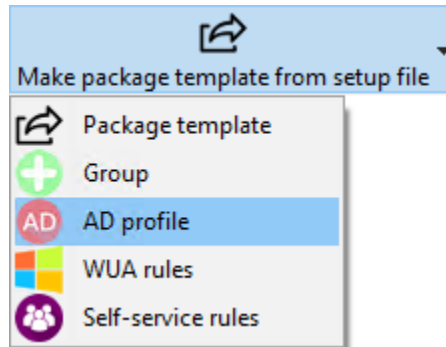 Make package template from setup file
Package template
Group
AD AD profile
WUA rules
Self-service rules